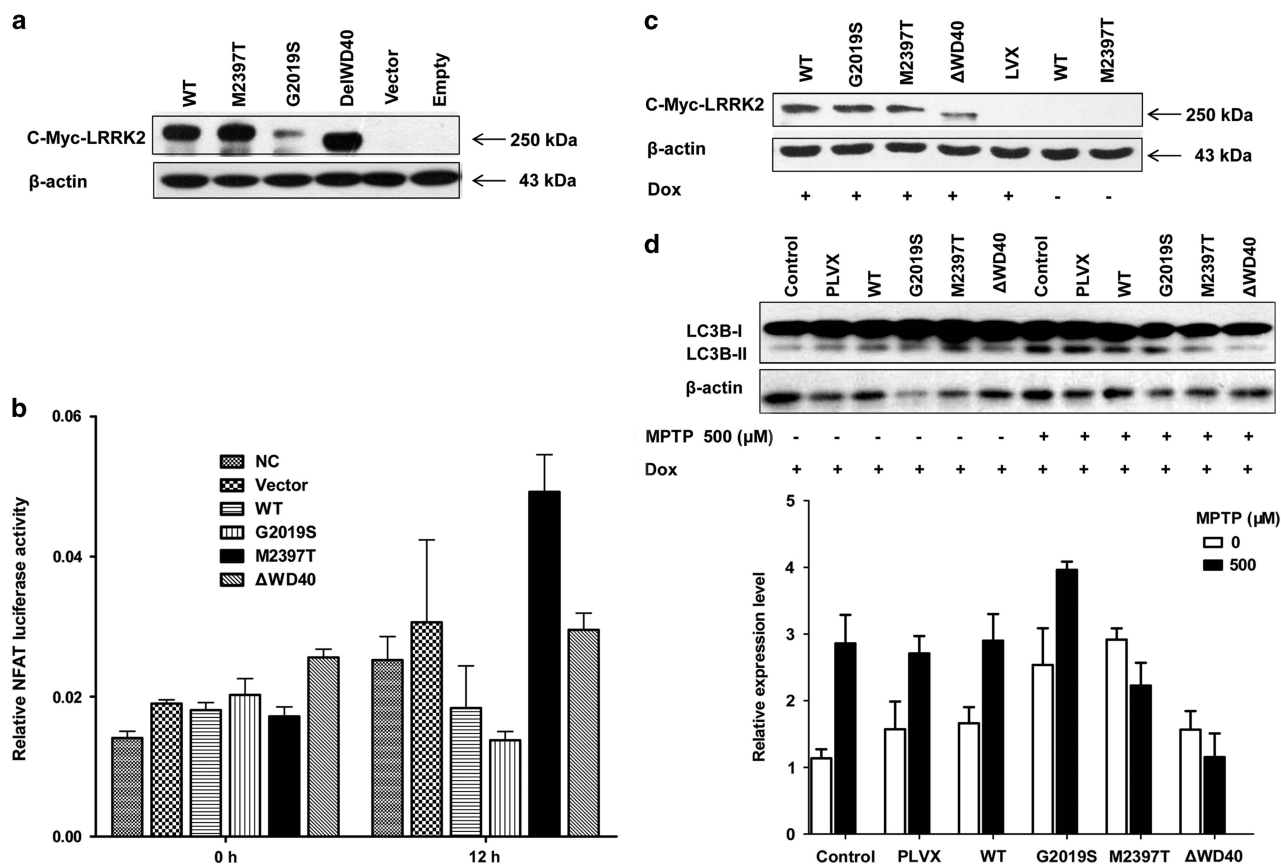 a
WT
M2397T
G2019S
DelWD40
Vector
Empty
C-Myc-LRRK2
250 kDa
β-actin
43 kDa
b
0.06
0.04
0.02
0.00
Relative NFAT luciferase activity
NC
Vector
WT
G2019S
M2397T
ΔWD40
0 h
12 h
c
WT
G2019S
M2397T
ΔWD40
LVX
WT
M2397T
C-Myc-LRRK2
250 kDa
β-actin
43 kDa
Dox + + + + + - -
d
Control
PLVX
WT
G2019S
M2397T
ΔWD40
Control
PLVX
WT
G2019S
M2397T
ΔWD40
LC3B-I
LC3B-II
β-actin
MPTP 500 (μM) - - - - - - + + + + + +
Dox + + + + + + + + + + + +
5
4
3
2
1
0
Relative expression level
MPTP (μM)
0
500
Control PLVX WT G2019S M2397T ΔWD40